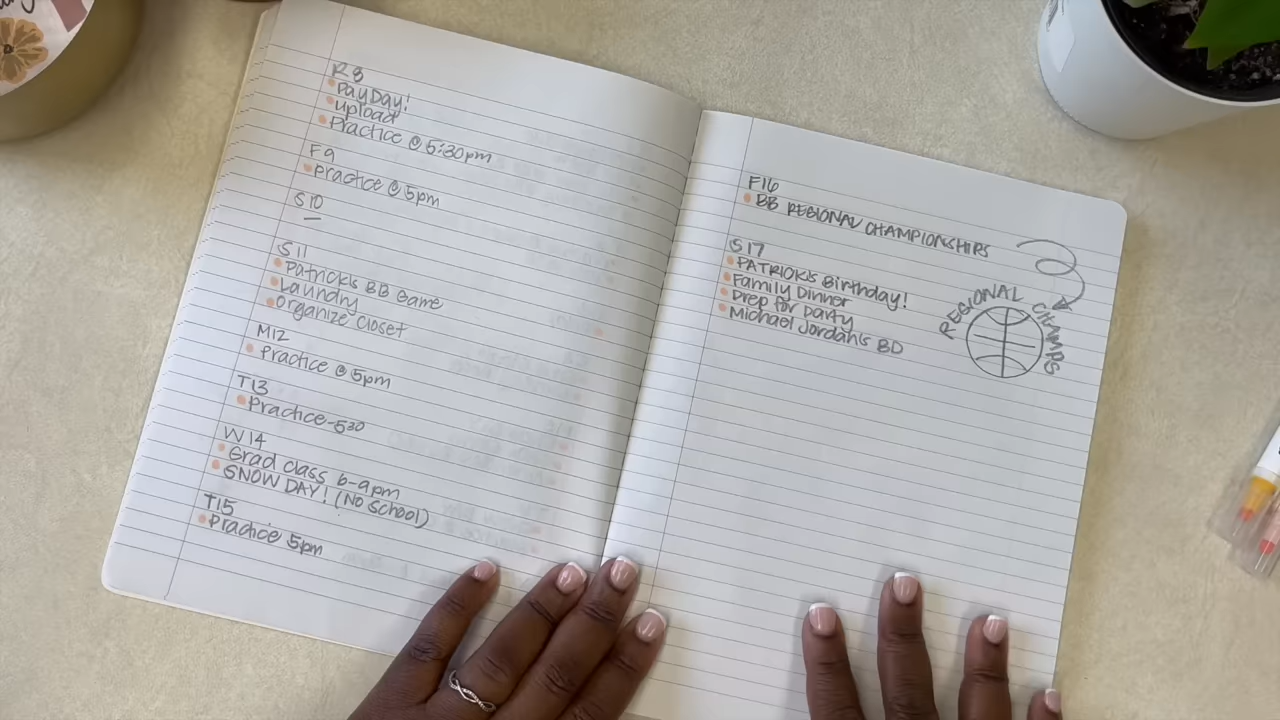 R8
PayDay!
upload
Practice @ 5:30pm
F9
Practice @ 5pm
S10
—
S11
Patrick's BB Game
Laundry
Organize closet
M12
Practice @ 5pm
T13
Practice-530
W14
Grad class 6-9pm
SNOW DAY! (No School)
T15
Practice 5pm
F16
BB REGIONAL CHAMPIONSHIPS
S17
PATRICK's Birthday!
Family Dinner
Prep for party
Michael Jordan's BD
REGIONAL CHAMPS